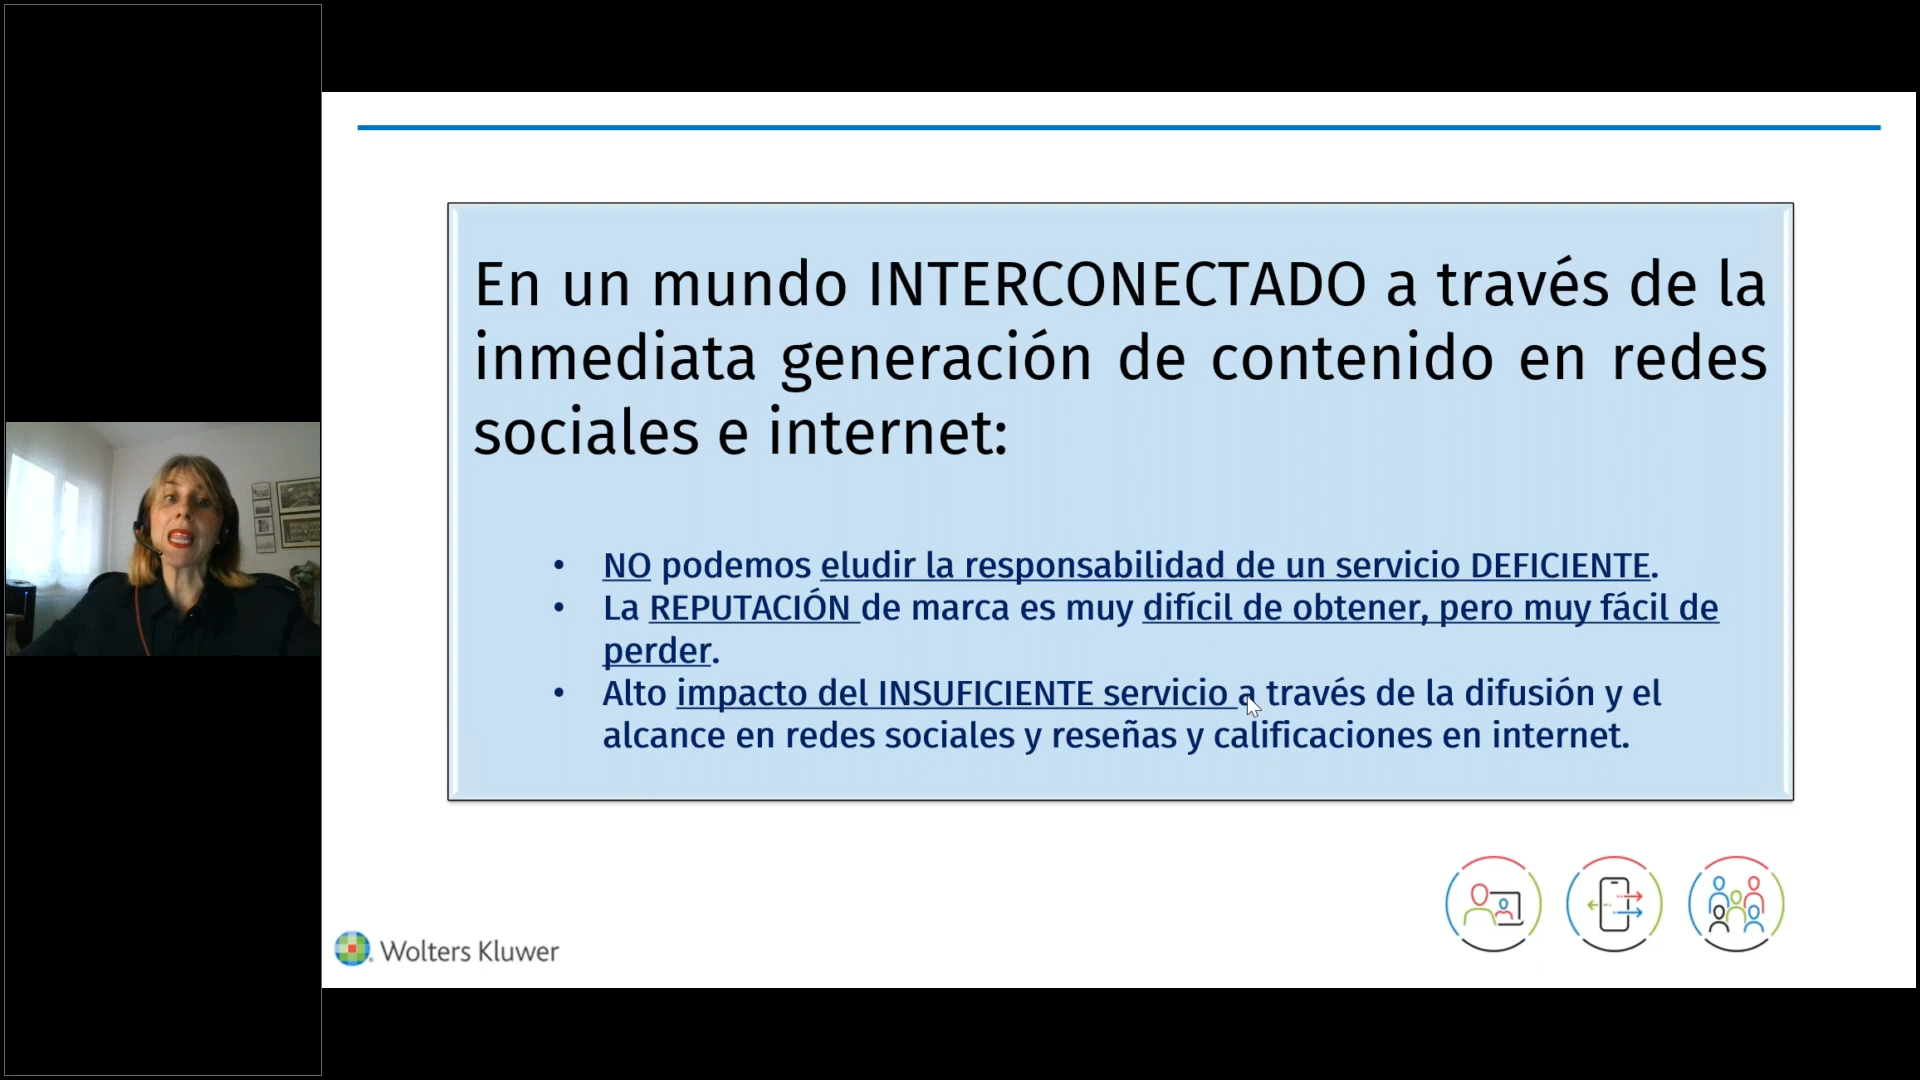 En un mundo INTERCONECTADO a través de la
inmediata generación de contenido en redes
sociales e internet:
• NO podemos eludir la responsabilidad de un servicio DEFICIENTE.
• La REPUTACIÓN de marca es muy difícil de obtener, pero muy fácil de
perder.
• Alto impacto del INSUFICIENTE servicio a través de la difusión y el
alcance en redes sociales y reseñas y calificaciones en internet.
Wolters Kluwer